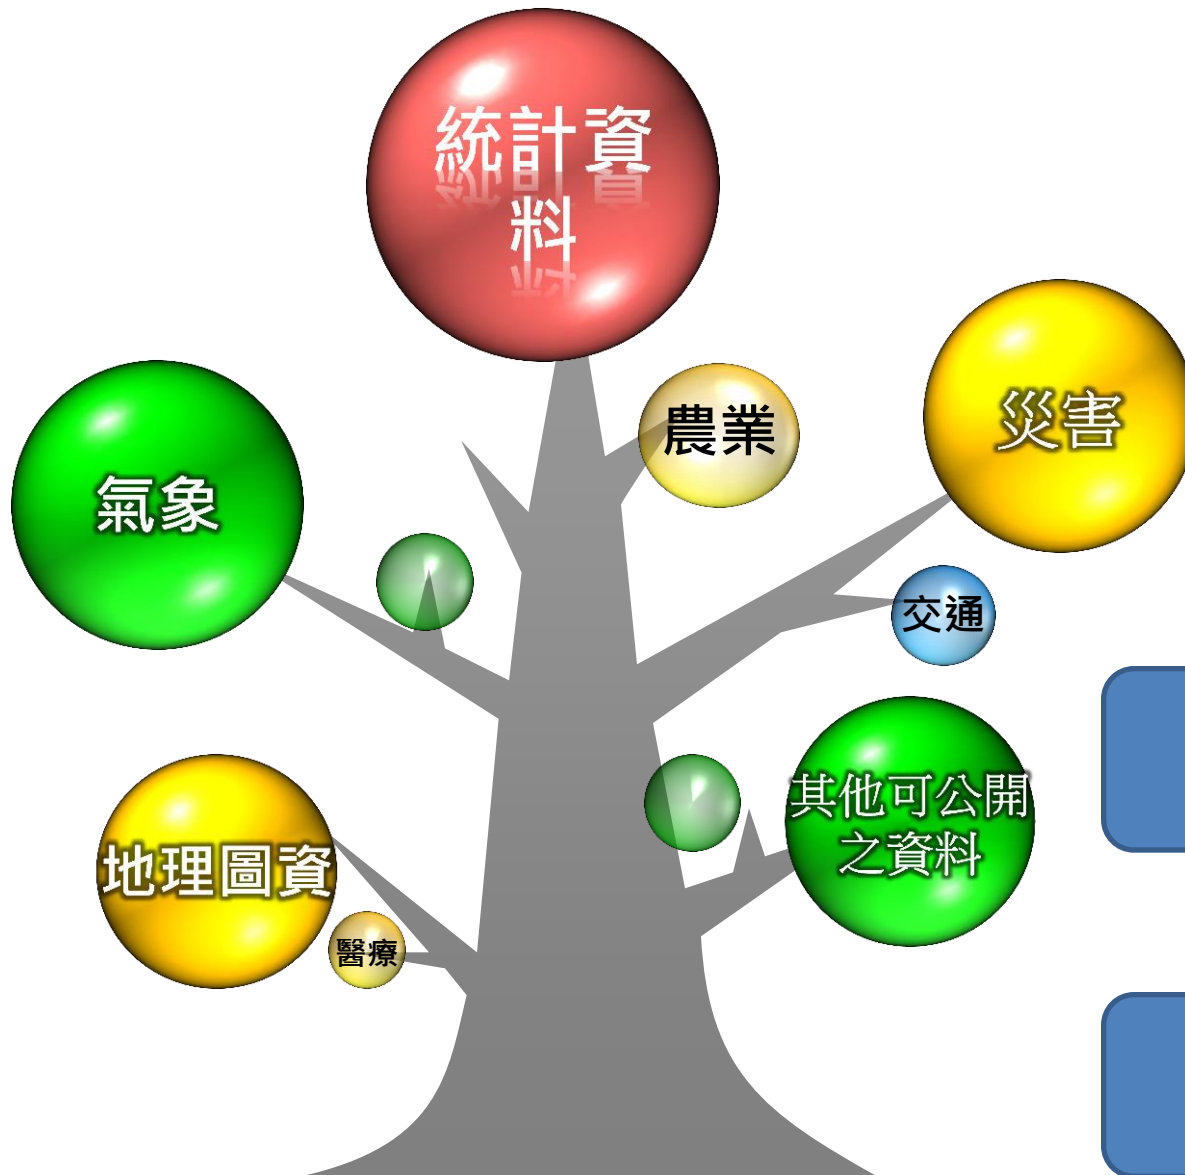 統計資
料
農業
災害
氣象
交通
其他可公開
之資料
地理圖資
醫療